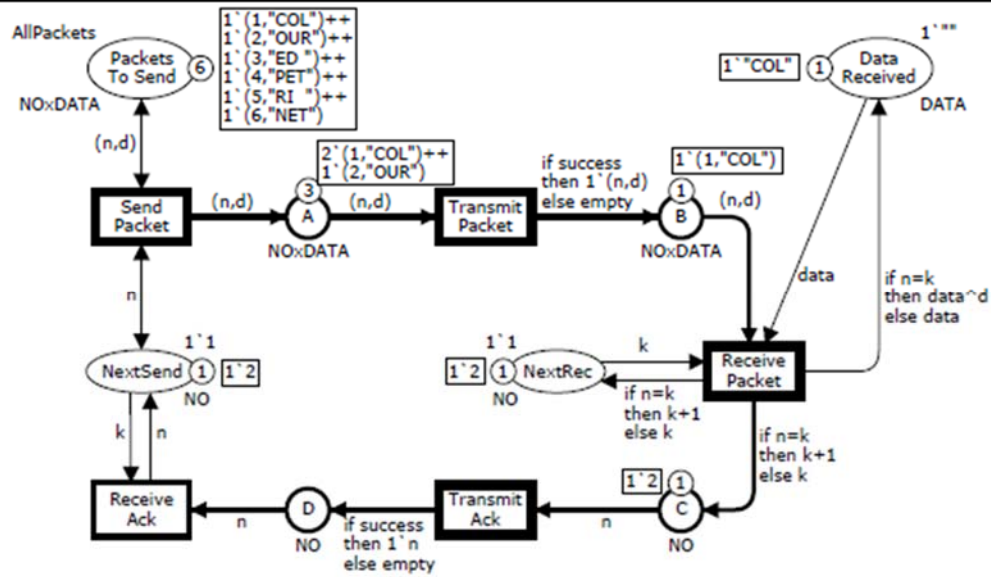 AllPackets
Packets
To Send
6
1`(1,"COL")++
1`(2,"OUR")++
1`(3,"ED ")++
1`(4,"PET")++
1`(5,"RI  ")++
1`(6,"NET")
NOxDATA
1`""
1`"COL"
1
Data
Received
DATA
(n,d)
2`(1,"COL")++
1`(2,"OUR")
if success
then 1`(n,d)
else empty
1`(1,"COL")
Send
Packet
(n,d)
3
A
(n,d)
NOxDATA
Transmit
Packet
1
B
(n,d)
NOxDATA
data
if n=k
then data^d
else data
n
1`1
NextSend
1
1`2
NO
1`1
1`2
1
NextRec
NO
k
if n=k
then k+1
else k
Receive
Packet
k
n
if n=k
then k+1
else k
Receive
Ack
n
D
NO
if success
then 1`n
else empty
Transmit
Ack
n
1`2
1
C
NO